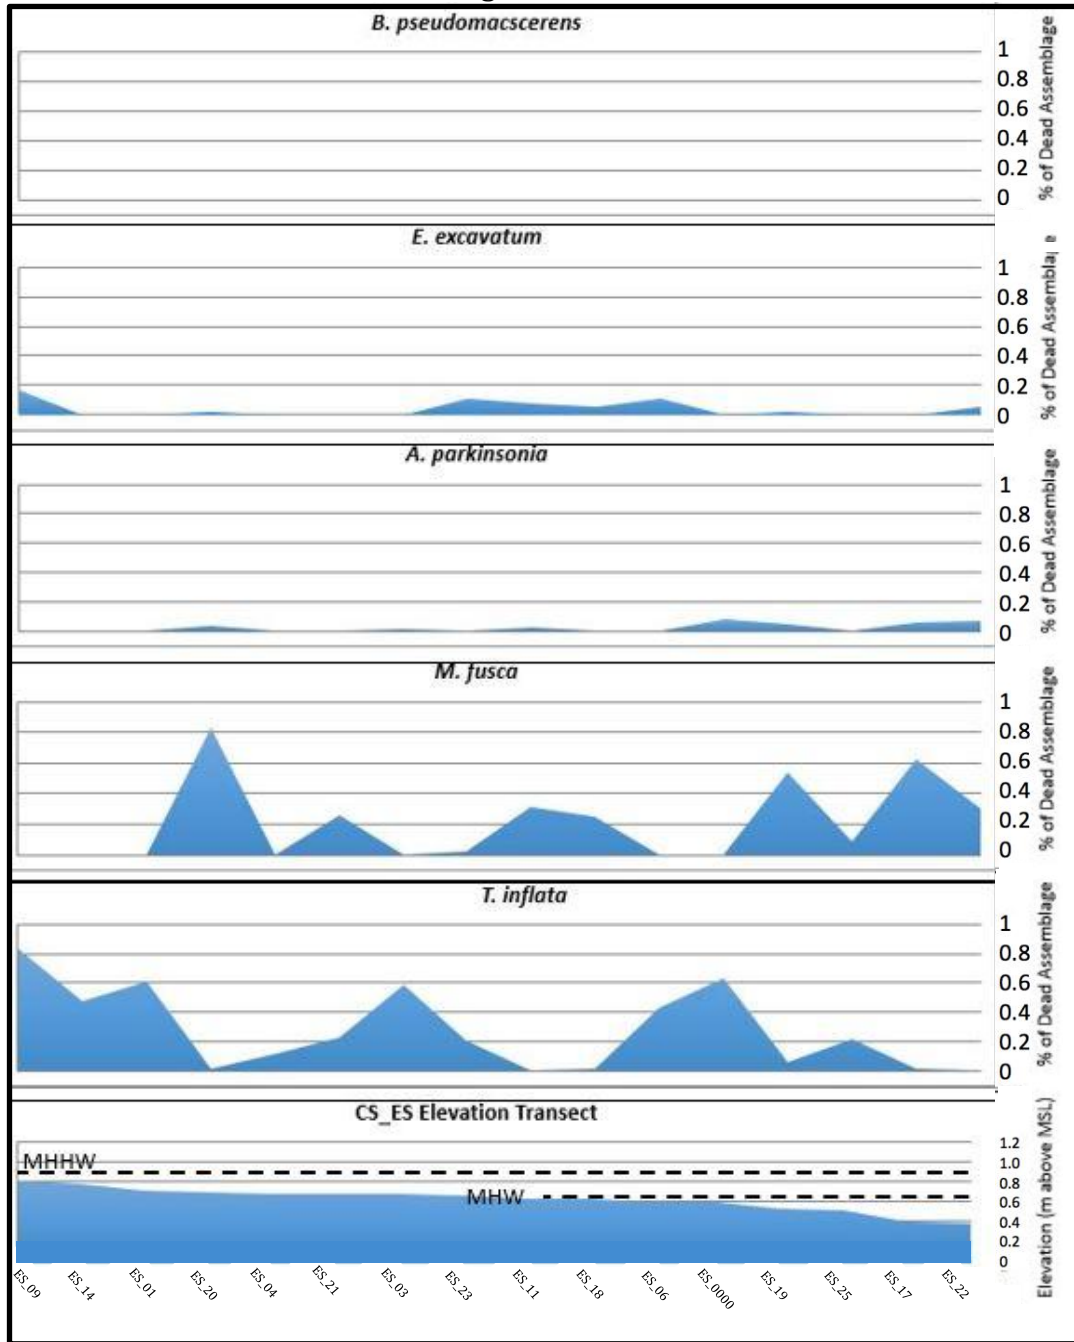 B. pseudomacscerens
1
0.8
0.6
0.4
0.2
0
% of Dead Assemblage
E. excavatum
1
0.8
0.6
0.4
0.2
0
% of Dead Assembla| e
A. parkinsonia
1
0.8
0.6
0.4
0.2
0
% of Dead Assemblage
M. fusca
1
0.8
0.6
0.4
0.2
0
% of Dead Assemblage
T. inflata
1
0.8
0.6
0.4
0.2
0
% of Dead Assemblage
CS_ES Elevation Transect
MHHW
MHW
1.2
1.0
0.8
0.6
0.4
0.2
0
Elevation (m above MSL)
ES_09
ES_14
ES_01
ES_20
ES_04
ES_21
ES_03
ES_23
ES_11
ES_18
ES_06
ES_0000
ES_19
ES_25
ES_17
ES_22